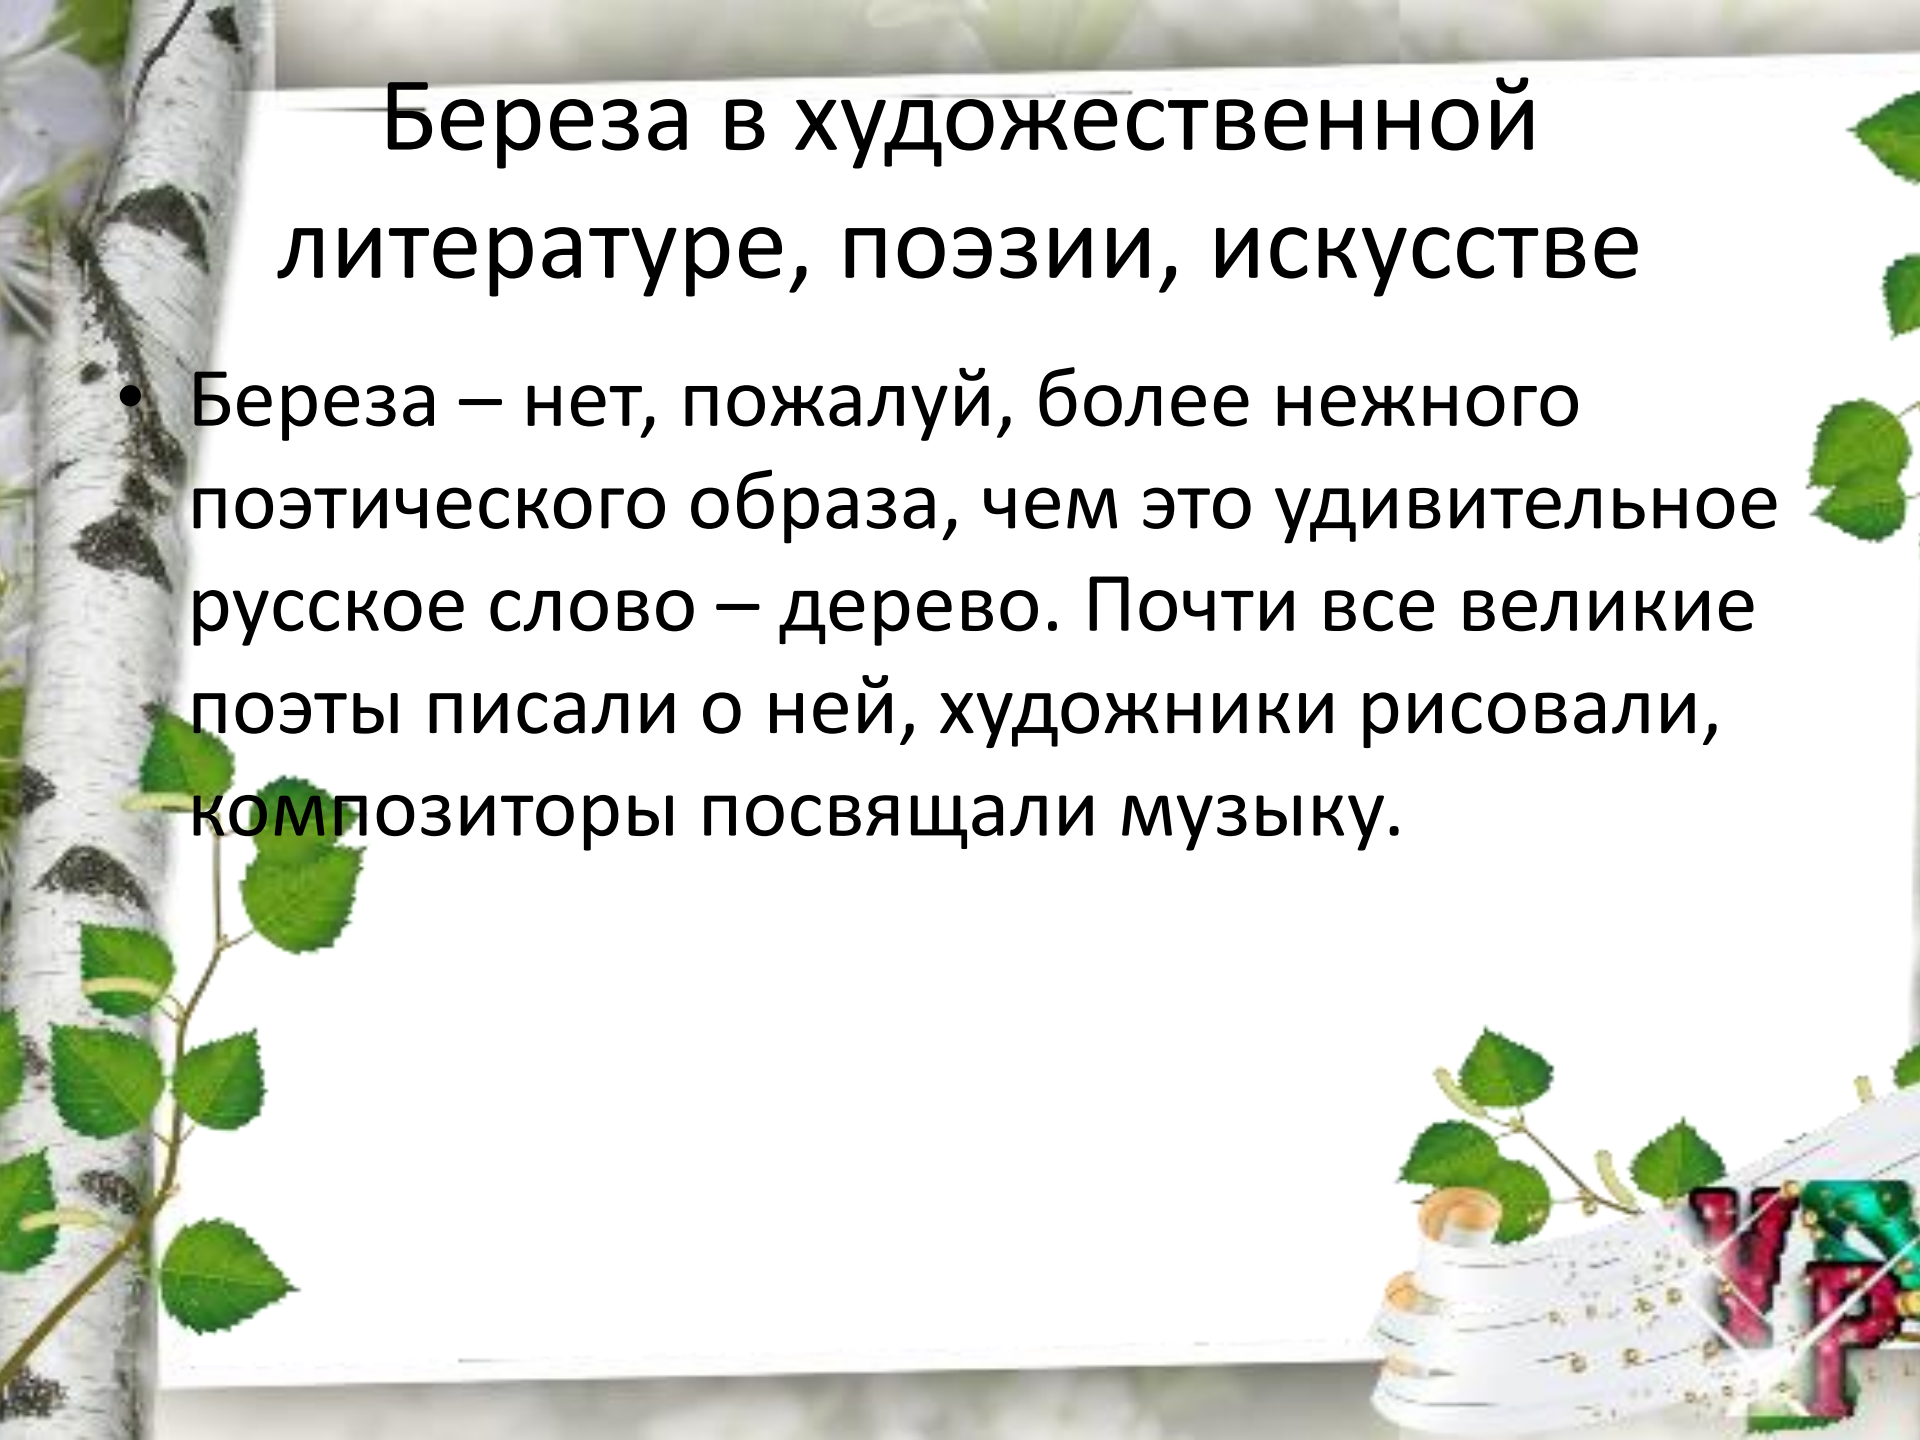 Береза в художественной
литературе, поэзии, искусстве
• Береза – нет, пожалуй, более нежного
поэтического образа, чем это удивительное
русское слово – дерево. Почти все великие
поэты писали о ней, художники рисовали,
композиторы посвящали музыку.